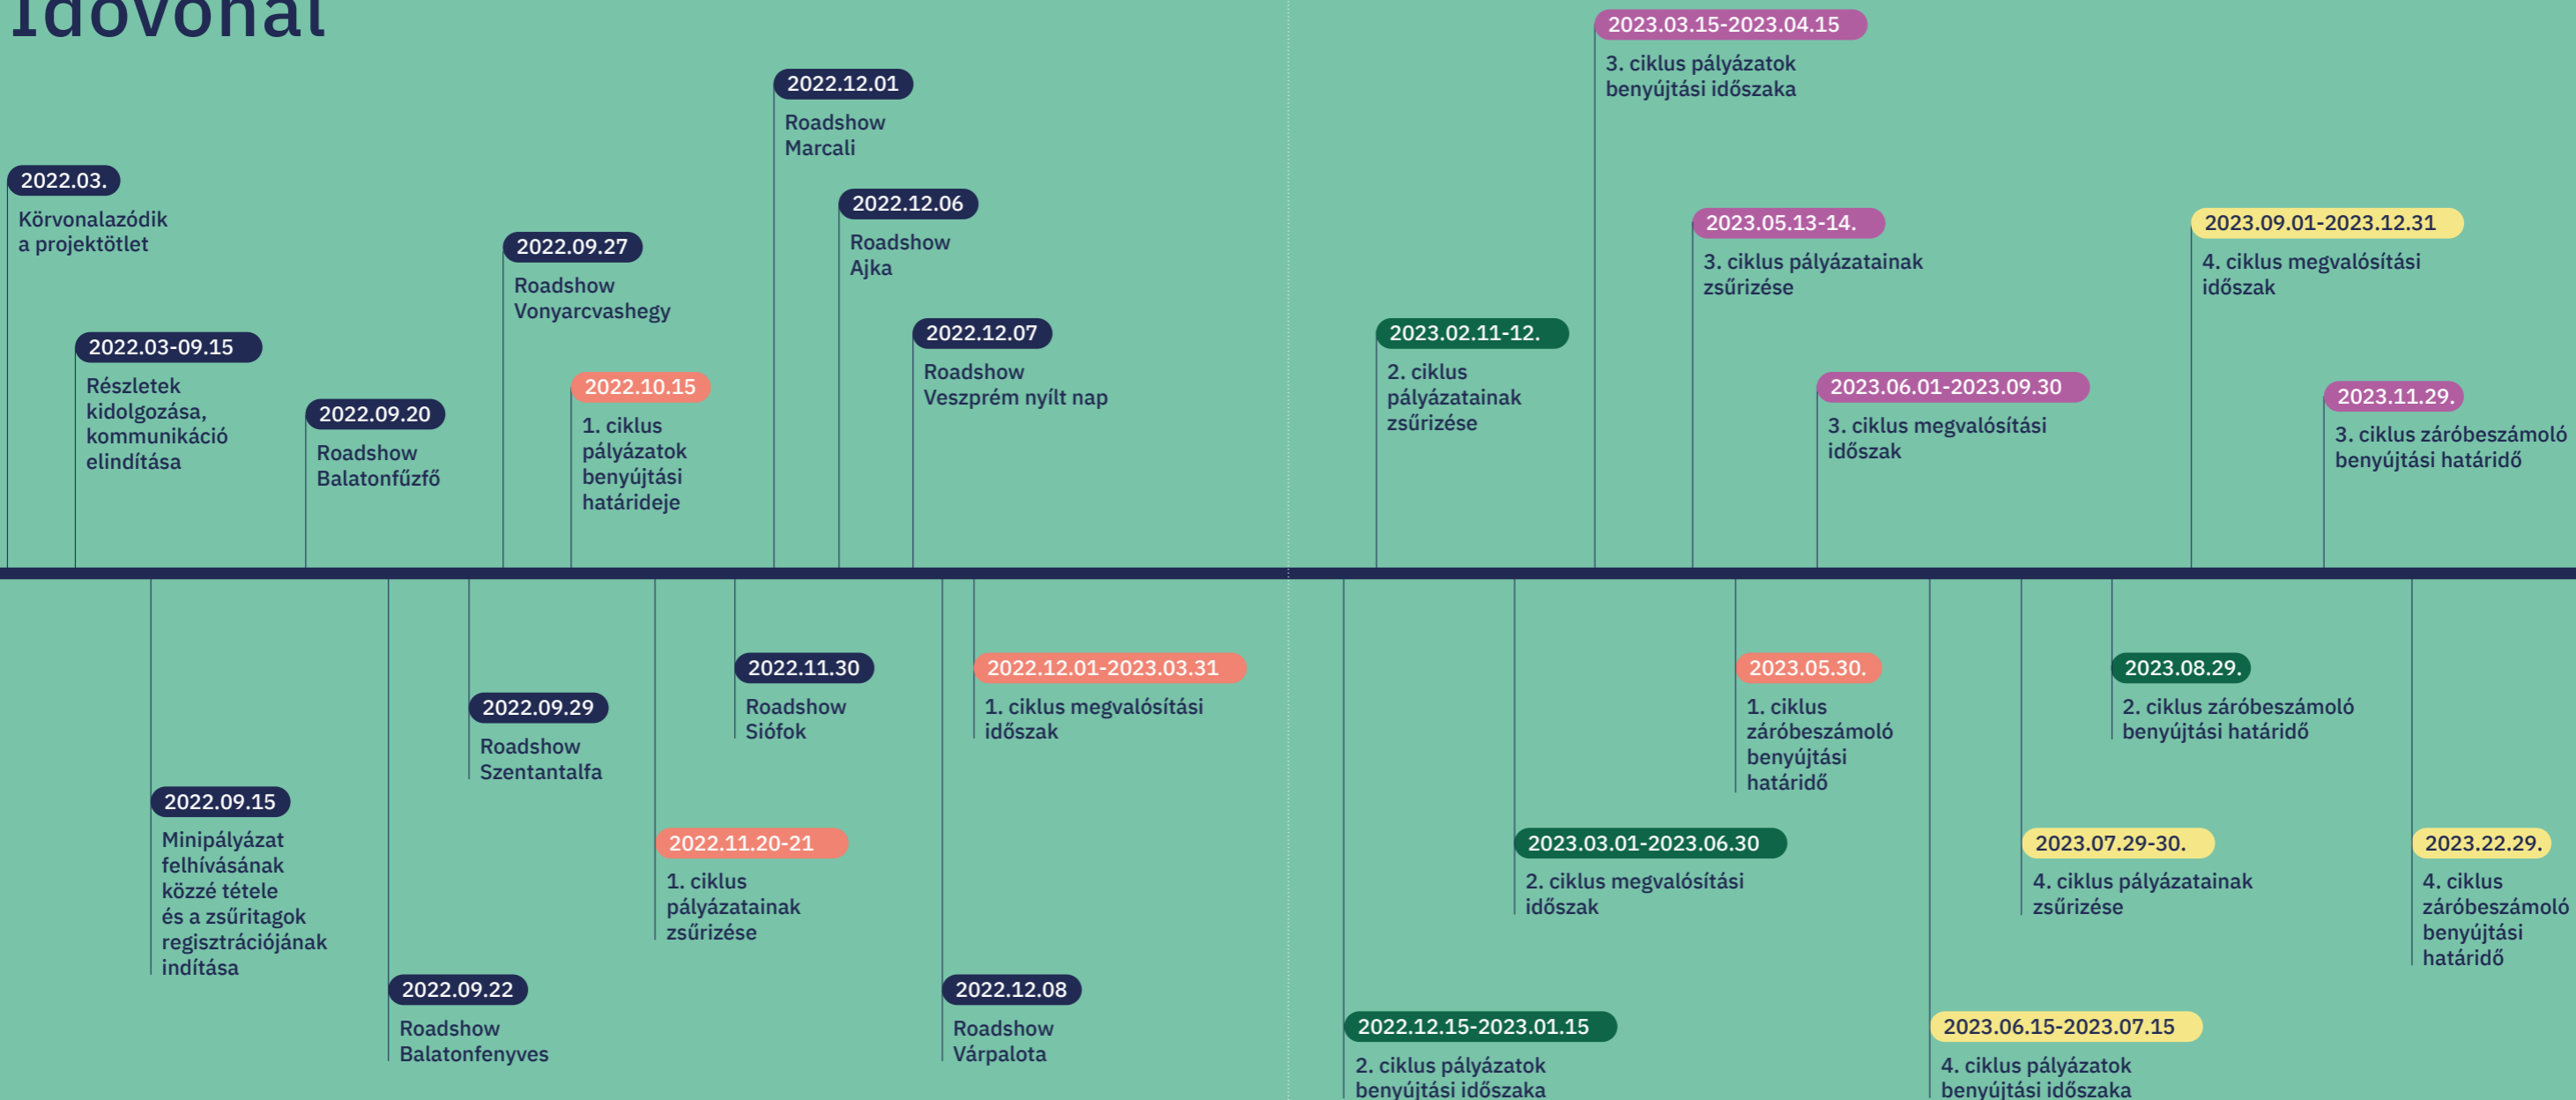 Idővonal
2022.03.
Körvonalazódik
a projektötlet
2022.03-09.15
Részletek
kidolgozása,
kommunikáció
elindítása
2022.09.15
Minipályázat
felhívásának
közzé tétele
és a zsűritagok
regisztrációjának
indítása
2022.09.20
Roadshow
Balatonfűzfő
2022.09.22
Roadshow
Balatonfenyves
2022.09.29
Roadshow
Szentantalfa
2022.09.27
Roadshow
Vonyarcvashegy
2022.10.15
1. ciklus
pályázatok
benyújtási
határideje
2022.11.20-21
1. ciklus
pályázatainak
zsűrizése
2022.11.30
Roadshow
Siófok
2022.12.01
Roadshow
Marcali
2022.12.06
Roadshow
Ajka
2022.12.07
Roadshow
Veszprém nyílt nap
2022.12.08
Roadshow
Várpalota
2022.12.01-2023.03.31
1. ciklus megvalósítási
időszak
2022.12.15-2023.01.15
2. ciklus pályázatok
benyújtási időszaka
2023.02.11-12.
2. ciklus
pályázatainak
zsűrizése
2023.03.01-2023.06.30
2. ciklus megvalósítási
időszak
2023.03.15-2023.04.15
3. ciklus pályázatok
benyújtási időszaka
2023.05.13-14.
3. ciklus pályázatainak
zsűrizése
2023.05.30.
1. ciklus
záróbeszámoló
benyújtási
határidő
2023.06.01-2023.09.30
3. ciklus megvalósítási
időszak
2023.06.15-2023.07.15
4. ciklus pályázatok
benyújtási időszaka
2023.07.29-30.
4. ciklus pályázatainak
zsűrizése
2023.08.29.
2. ciklus záróbeszámoló
benyújtási határidő
2023.09.01-2023.12.31
4. ciklus megvalósítási
időszak
2023.11.29.
3. ciklus záróbeszámoló
benyújtási határidő
2023.22.29.
4. ciklus
záróbeszámoló
benyújtási
határidő